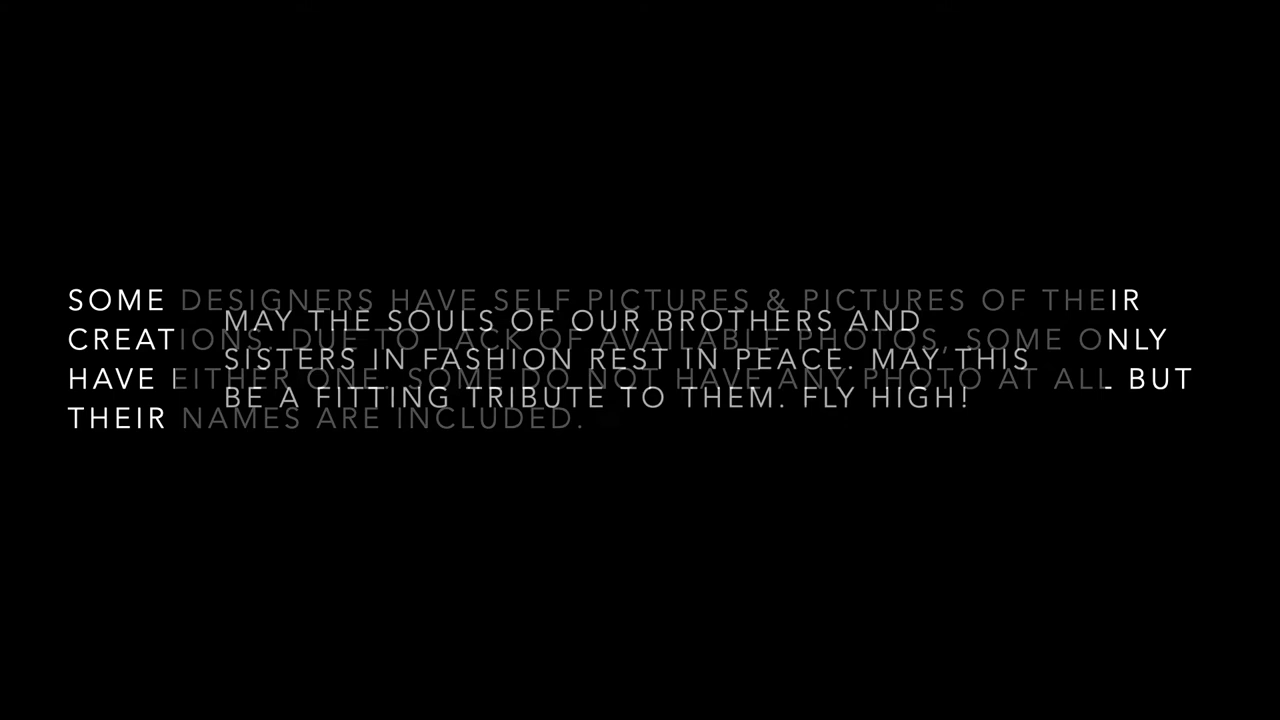 SOME DESIGNERS HAVE SELF PICTURES & PICTURES OF THEIR
CREATIONS. DUE TO LACK OF AVAILABLE PHOTOS, SOME ONLY
HAVE EITHER ONE. SOME DO NOT HAVE ANY PHOTO AT ALL - BUT
THEIR NAMES ARE INCLUDED.
MAY THE SOULS OF OUR BROTHERS AND
SISTERS IN FASHION REST IN PEACE. MAY THIS
BE A FITTING TRIBUTE TO THEM. FLY HIGH!